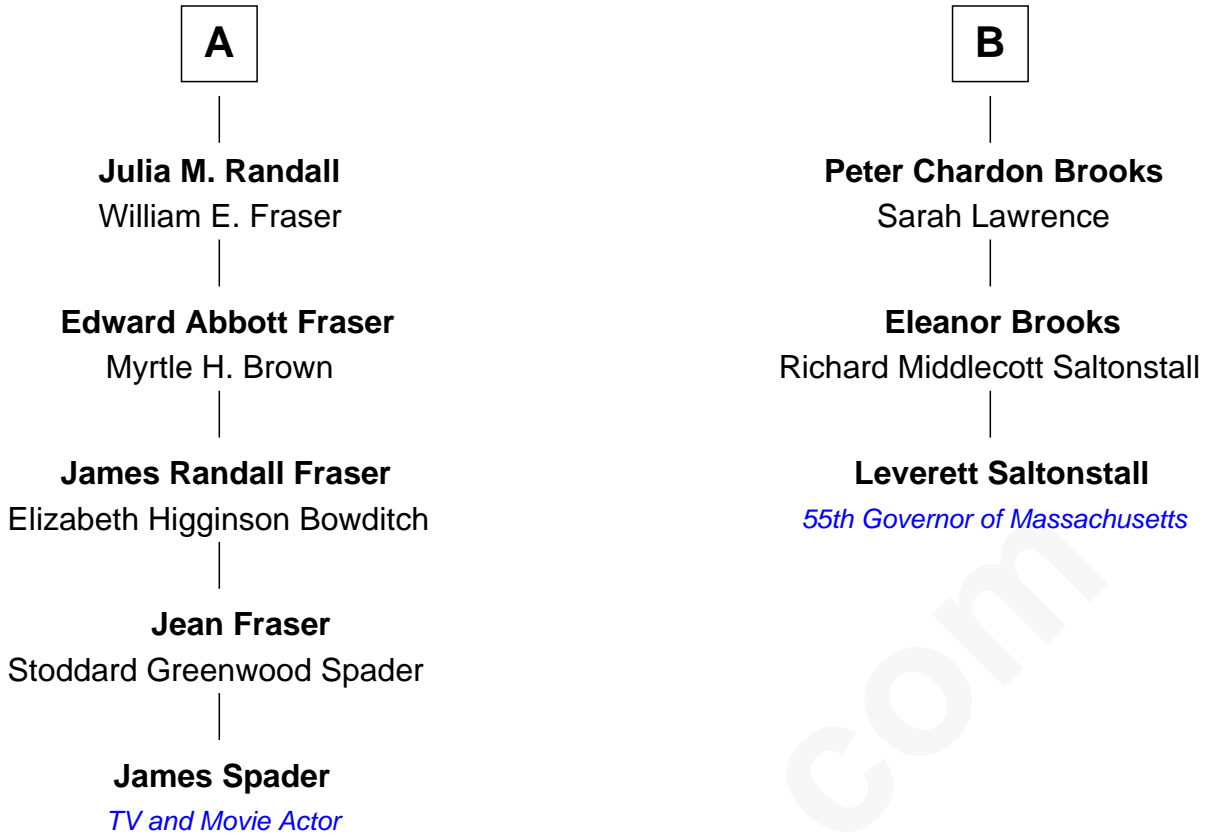 A
Julia M. Randall
William E. Fraser
Edward Abbott Fraser
Myrtle H. Brown
James Randall Fraser
Elizabeth Higginson Bowditch
Jean Fraser
Stoddard Greenwood Spader
James Spader
TV and Movie Actor
B
Peter Chardon Brooks
Sarah Lawrence
Eleanor Brooks
Richard Middlecott Saltonstall
Leverett Saltonstall
55th Governor of Massachusetts
com